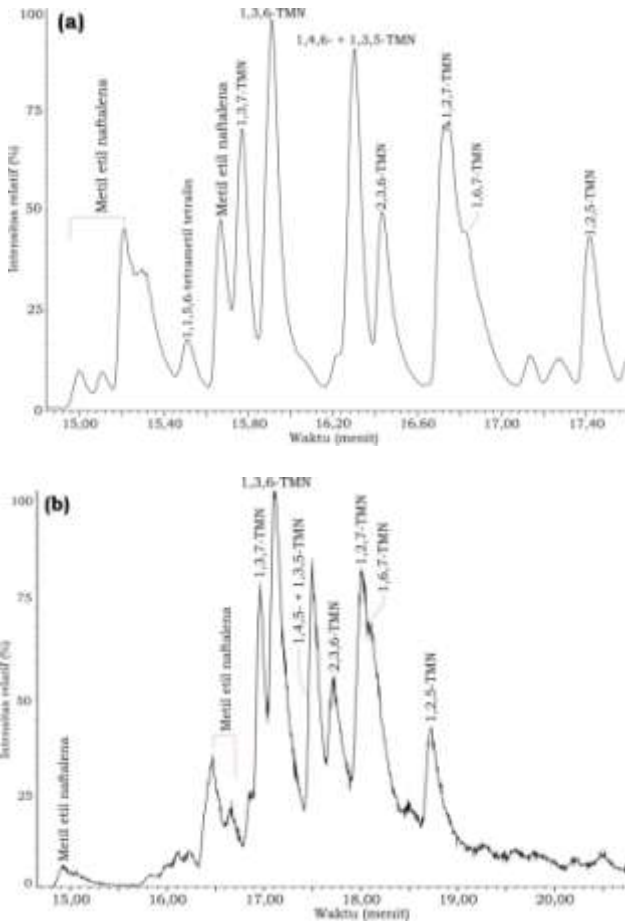 (a)
100
75
50
25
0
Intensitas relatif (%)
Metil etil naftalena
1,1,5,6-tetrametil tetralin
Metil etil naftalena
1,3,7-TMN
1,3,6-TMN
1,4,6- + 1,3,5-TMN
2,3,6-TMN
1,2,7-TMN
1,6,7-TMN
1,2,5-TMN
15,00 15,40 15,80 16,20 16,60 17,00 17,40
Waktu (menit)
(b)
100
75
50
25
0
Intensitas relatif (%)
Metil etil naftalena
Metil etil naftalena
1,3,7-TMN
1,3,6-TMN
1,4,5- + 1,3,5-TMN
2,3,6-TMN
1,2,7-TMN
1,6,7-TMN
1,2,5-TMN
15,00 16,00 17,00 18,00 19,00 20,00
Waktu (menit)